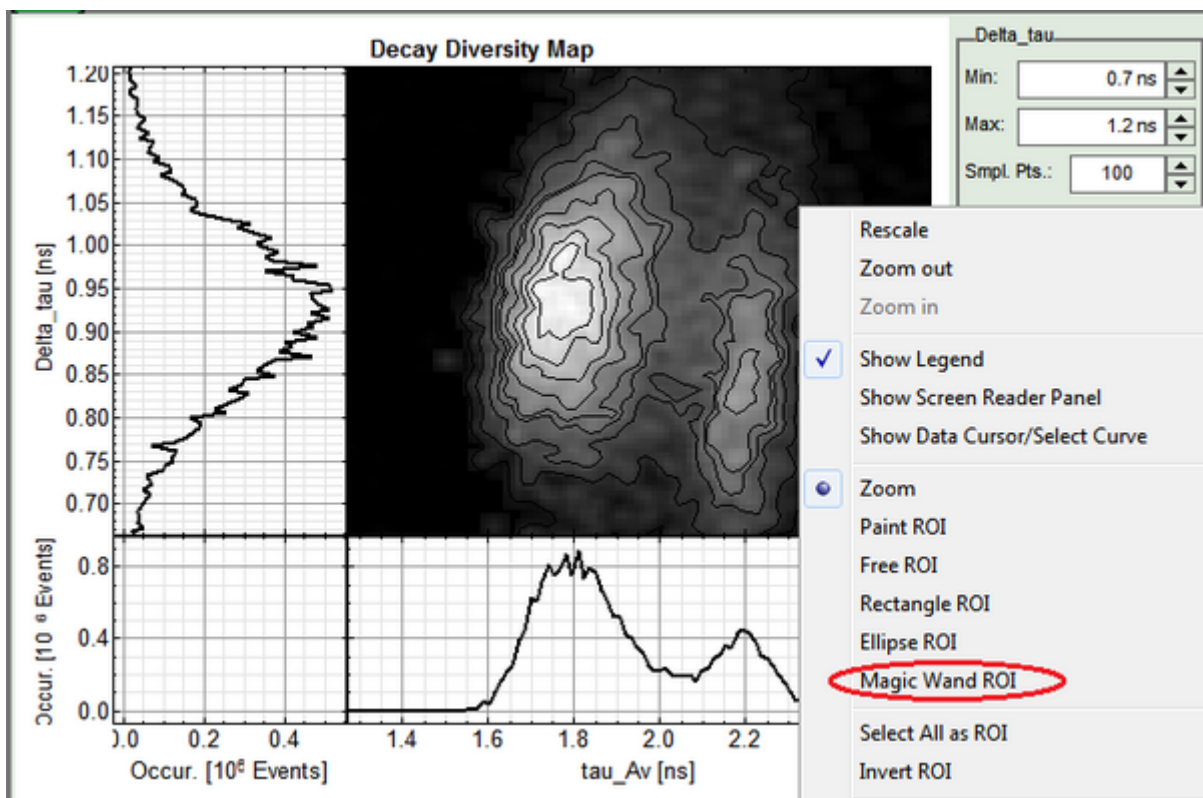 Decay Diversity Map
Delta_tau
Min:
0.7 ns
Max:
1.2 ns
Smpl. Pts.:
100
1.20
1.15
1.10
1.05
1.00
0.95
0.90
0.85
0.80
0.75
0.70
Delta_tau [ns]
Rescale
Zoom out
Zoom in
Show Legend
Show Screen Reader Panel
Show Data Cursor/Select Curve
Zoom
Paint ROI
Free ROI
Rectangle ROI
Ellipse ROI
Magic Wand ROI
Select All as ROI
Invert ROI
Occur. [10 6 Events]
0.8
0.4
0.0
0.0 0.2 0.4
Occur. [10⁶ Events]
1.4 1.6 1.8 2.0 2.2
tau_Av [ns]